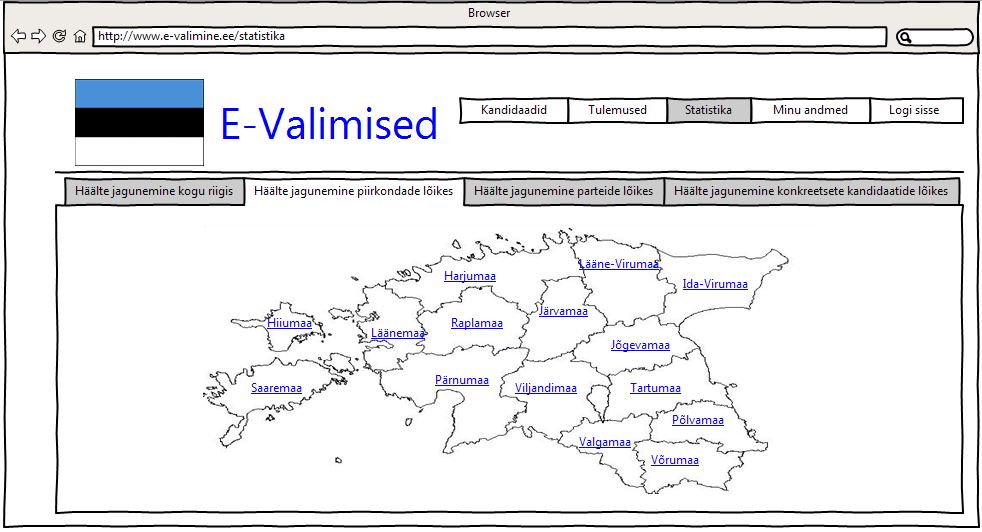 Browser
http://www.e-valimine.ee/statistika
E-Valimised
Kandidaadid Tulemused Statistika Minu andmed Logi sisse
Häälte jagunemine kogu riigis Häälte jagunemine piirkondade lõikes Häälte jagunemine parteide lõikes Häälte jagunemine konkreetsete kandidaatide lõikes
Lääne-Virumaa
Harjumaa
Ida-Virumaa
Järvamaa
Hiiumaa
Raplamaa
Läänemaa
Jõgevamaa
Pärnumaa
Saaremaa
Viljandimaa
Tartumaa
Põlvamaa
Valgamaa
Võrumaa